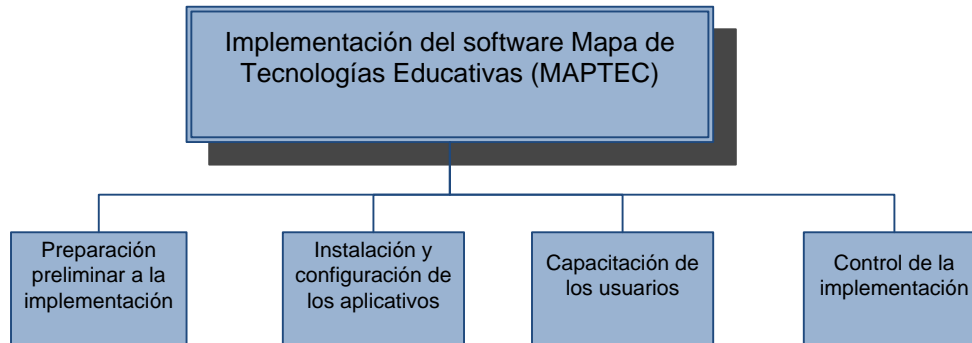 Implementación del software Mapa de
Tecnologías Educativas (MAPTEC)
Preparación
preliminar a la
implementación
Instalación y
configuración de
los aplicativos
Capacitación de
los usuarios
Control de la
implementación